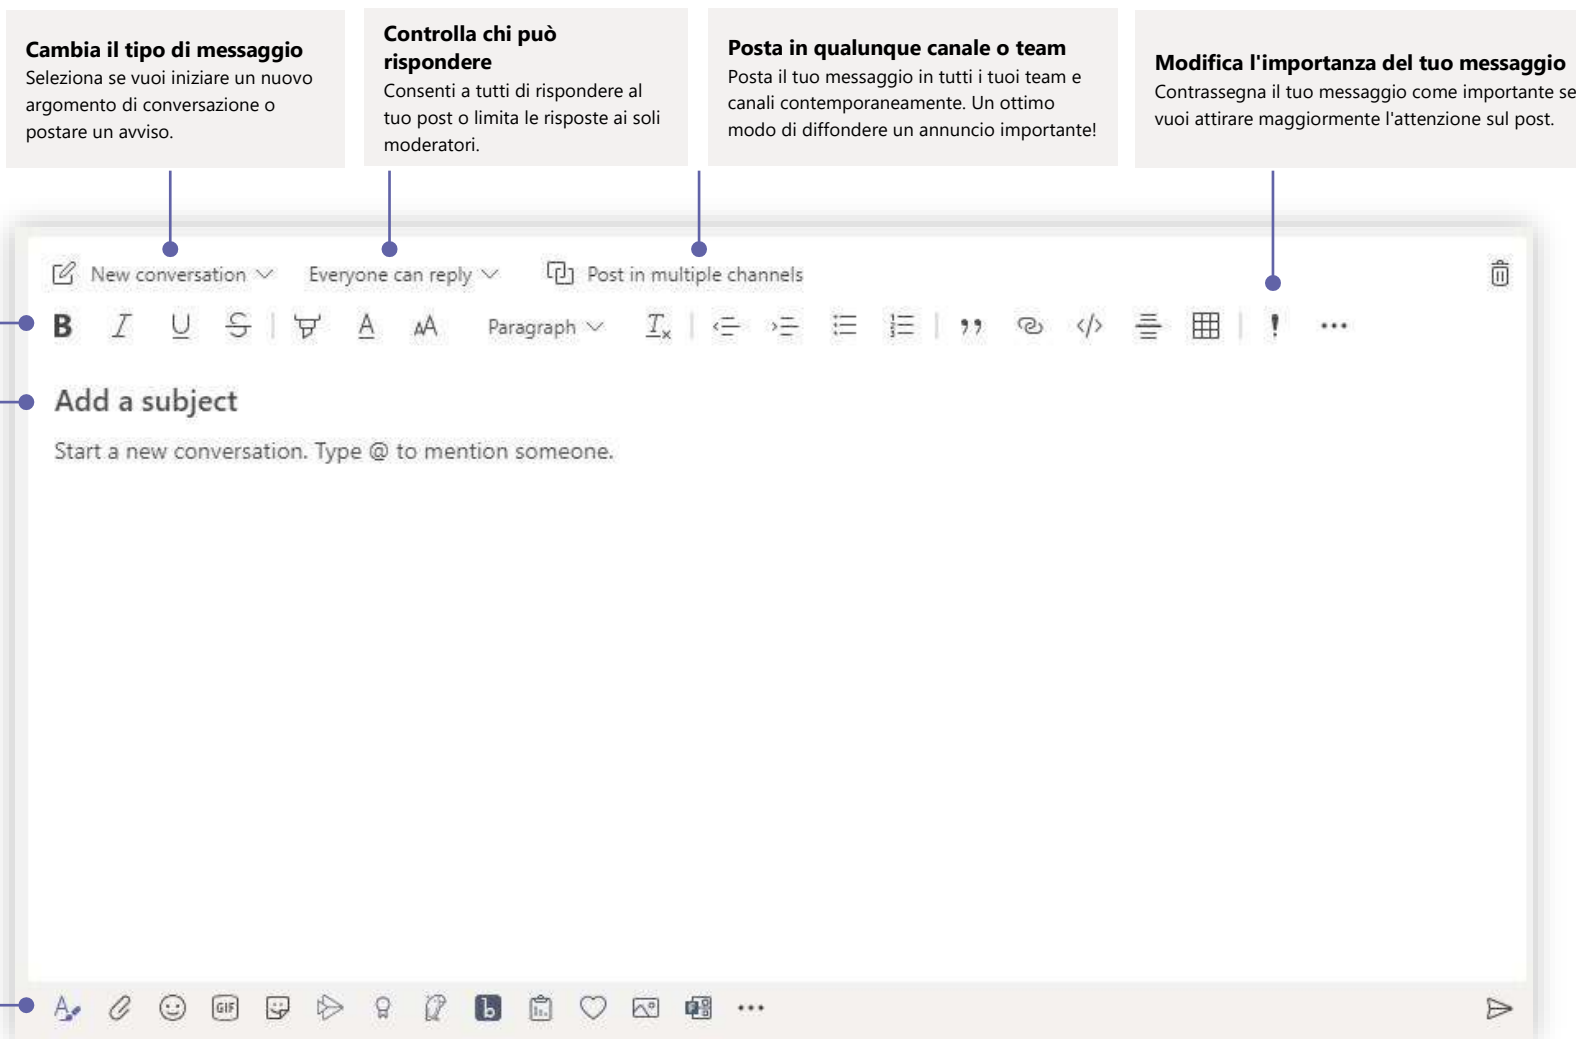 Cambia il tipo di messaggio
Seleziona se vuoi iniziare un nuovo
argomento di conversazione o
postare un avviso.
Controlla chi può
rispondere
Consenti a tutti di rispondere al
tuo post o limita le risposte ai soli
moderatori.
Posta in qualunque canale o team
Posta il tuo messaggio in tutti i tuoi team e
canali contemporaneamente. Un ottimo
modo di diffondere un annuncio importante!
Modifica l'importanza del tuo messaggio
Contrassegna il tuo messaggio come importante se
vuoi attirare maggiormente l'attenzione sul post.
New conversation
Everyone can reply
Post in multiple channels
B I U S A AA Paragraph Tx </> !
Add a subject
Start a new conversation. Type @ to mention someone.
A GIF b